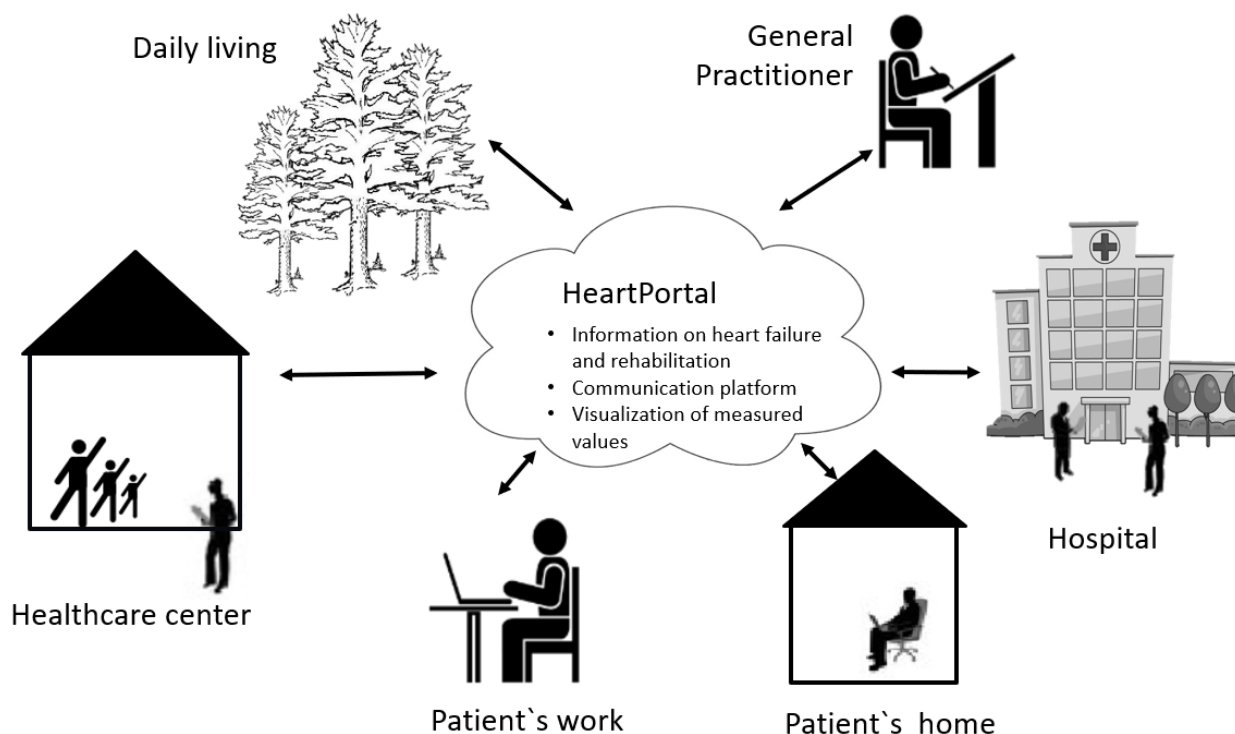 Daily living
General
Practitioner
HeartPortal
• Information on heart failure
and rehabilitation
• Communication platform
• Visualization of measured
values
Hospital
Healthcare center
Patient`s work
Patient`s  home